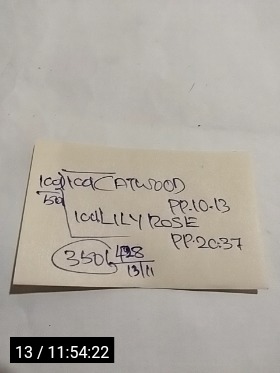 100 100 CATWOOD
150
PP.10.13
100 LILY ROSE
PP.20.37
350 428
13/11
13 / 11:54:22